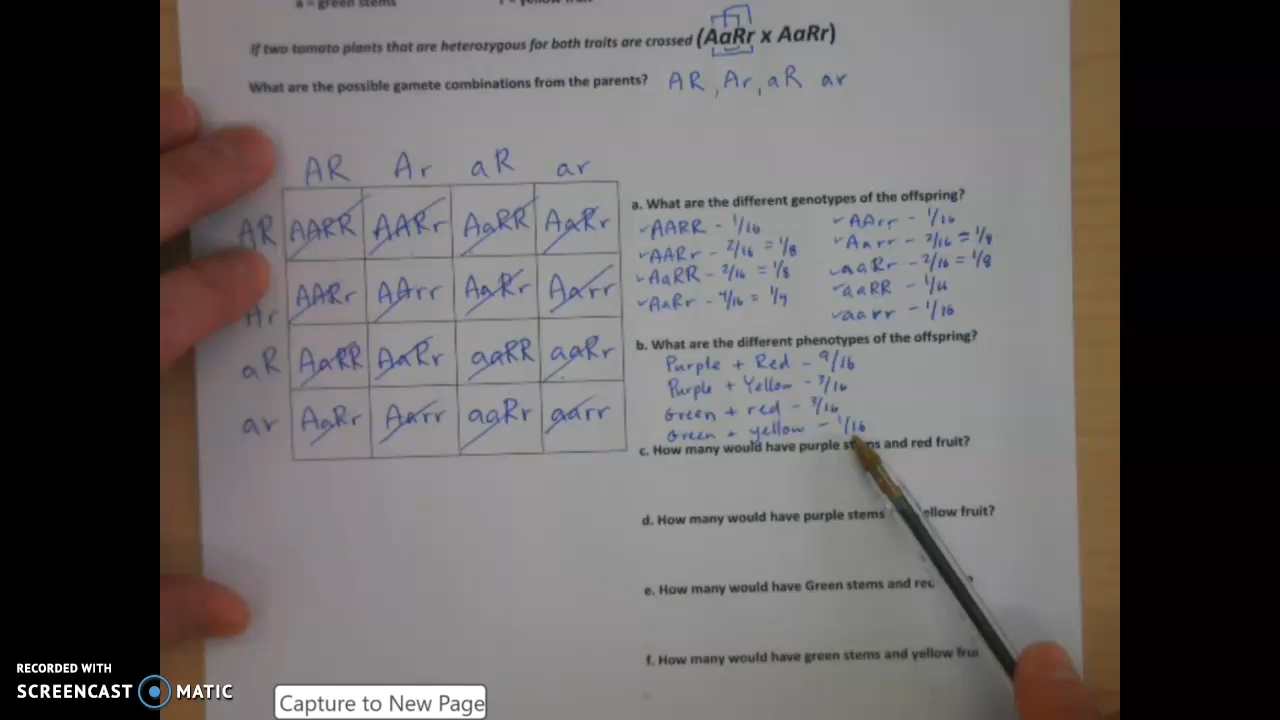 a = green stems
If two tomato plants that are heterozygous for both traits are crossed (AaRr x AaRr)
What are the possible gamete combinations from the parents? AR, Ar, aR ar
AR Ar aR ar
AR AARR AARr AaRR AaRr
Ar AARr AArr AaRr Aarr
aR AaRR AaRr aaRR aaRr
ar AaRr Aarr aaRr aarr
a. What are the different genotypes of the offspring?
AARR - 1/16 AArr - 1/16
AARr - 2/16 = 1/8 Aarr - 2/16 = 1/8
AaRR - 2/16 = 1/8 aaRr - 2/16 = 1/8
AaRr - 4/16 = 1/4 aaRR - 1/16
aarr - 1/16
b. What are the different phenotypes of the offspring?
Purple + Red - 9/16
Purple + Yellow - 3/16
Green + red - 3/16
Green + yellow - 1/16
c. How many would have purple stems and red fruit?
d. How many would have purple stems ellow fruit?
e. How many would have Green stems and red
f. How many would have green stems and yellow frui
RECORDED WITH
SCREENCAST MATIC
Capture to New Page